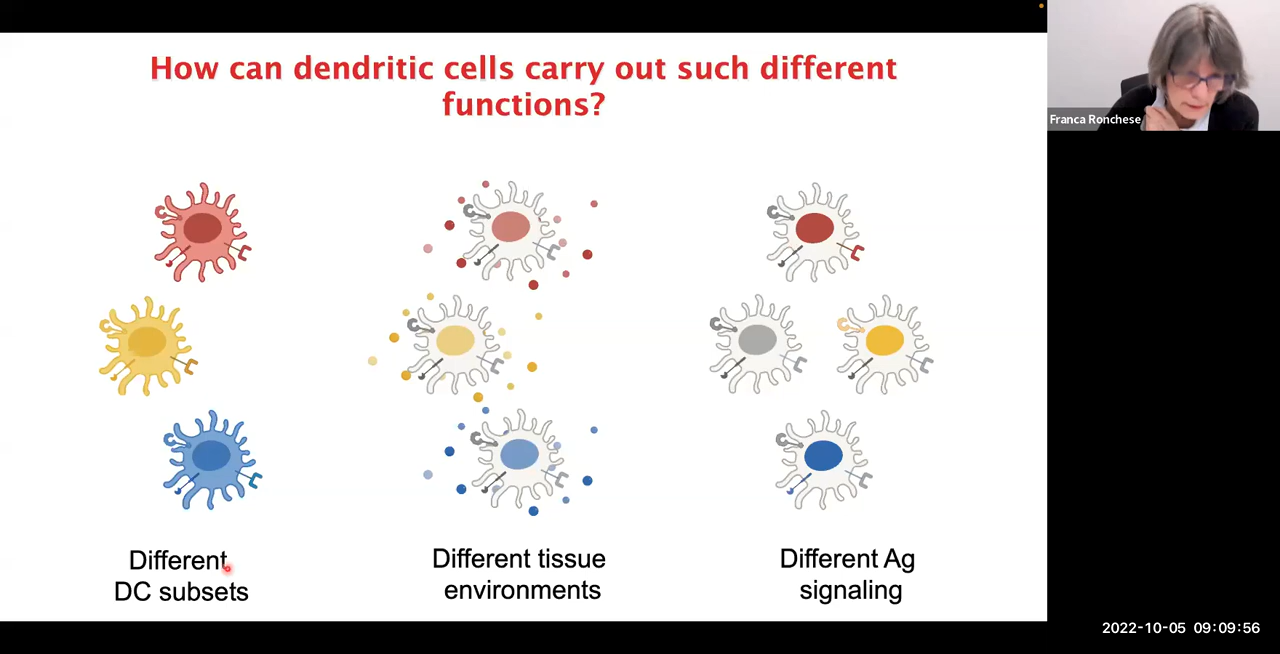 How can dendritic cells carry out such different
functions?
Franca Ronchese
Different
DC subsets
Different tissue
environments
Different Ag
signaling
2022-10-05 09:09:56